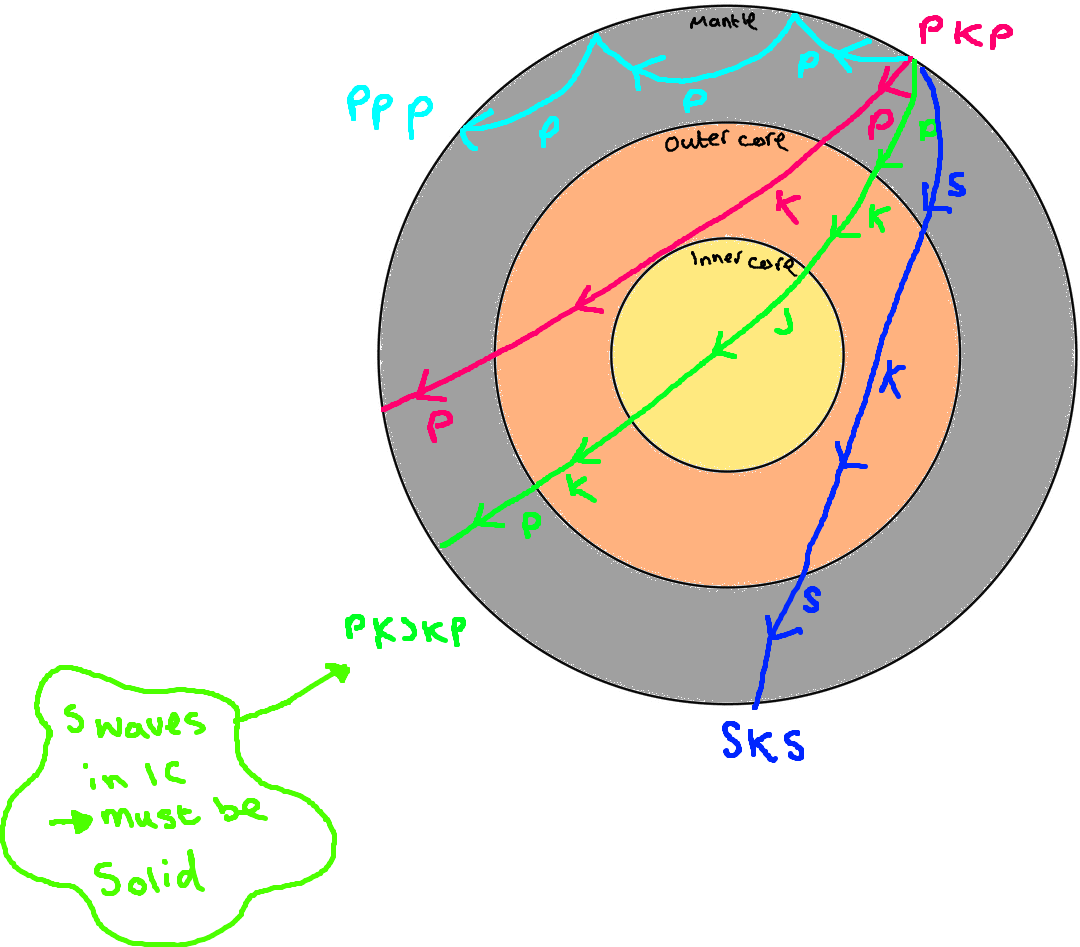 Mantle
PKP
P
P
P
P
PPP
P
P
Outer core
S
K
K
Inner core
J
K
P
K
P
S
PKJKP
SKS
S waves
in IC
→ must be
Solid